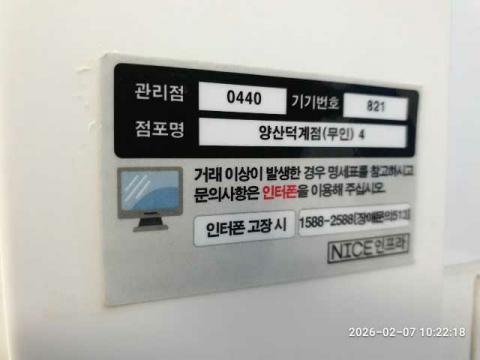 관리점 0440 기기번호 821
점포명 양산덕계점(무인) 4
거래 이상이 발생한 경우 명세표를 참고하시고
문의사항은 인터폰을 이용해 주십시오.
인터폰 고장 시 1588-2588(장애문의513)
NICE인프라
2026-02-07 10:22:18